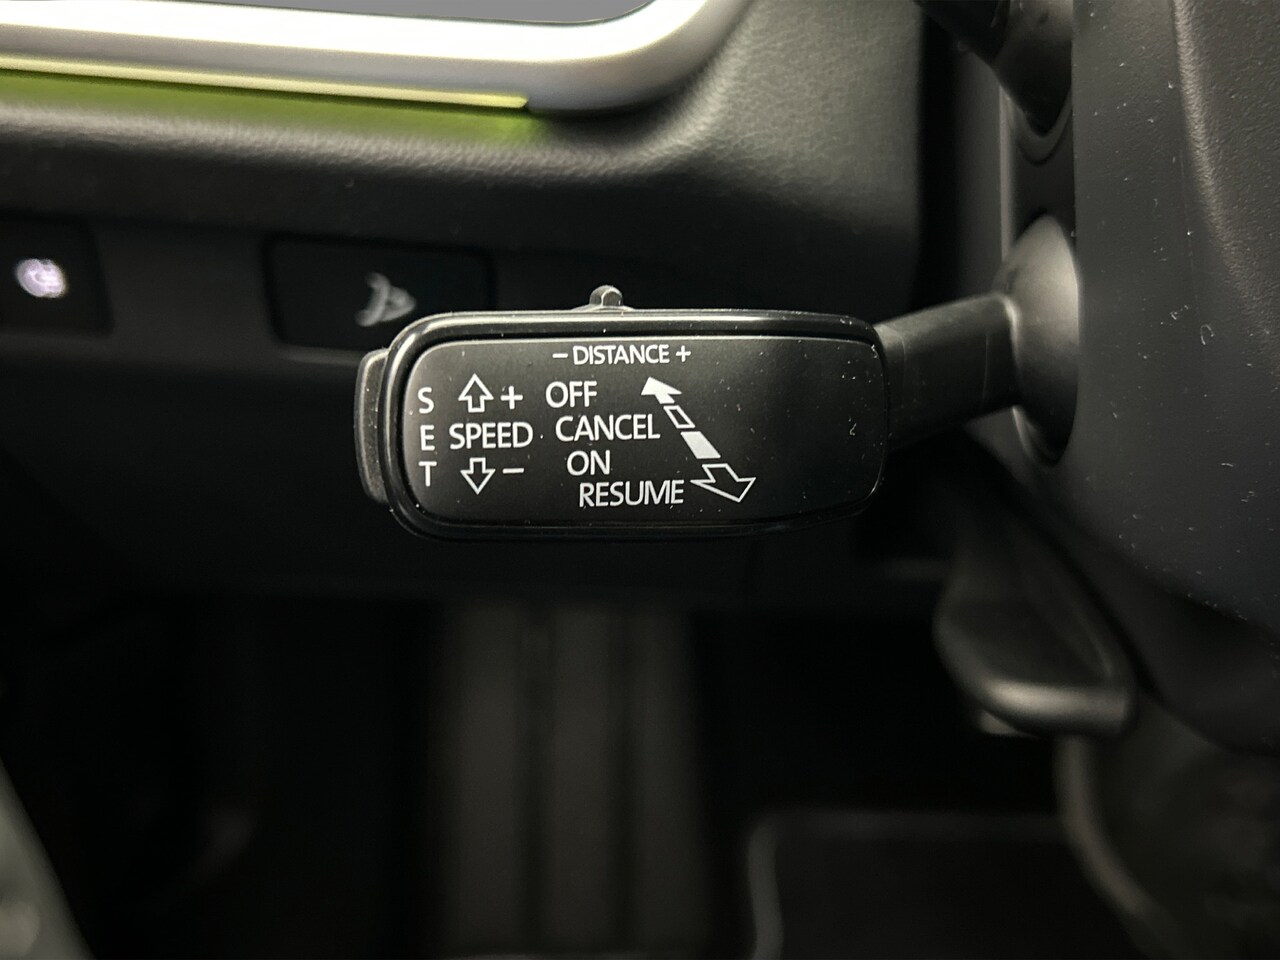 - DISTANCE +
S + OFF
E SPEED CANCEL
T - ON
RESUME